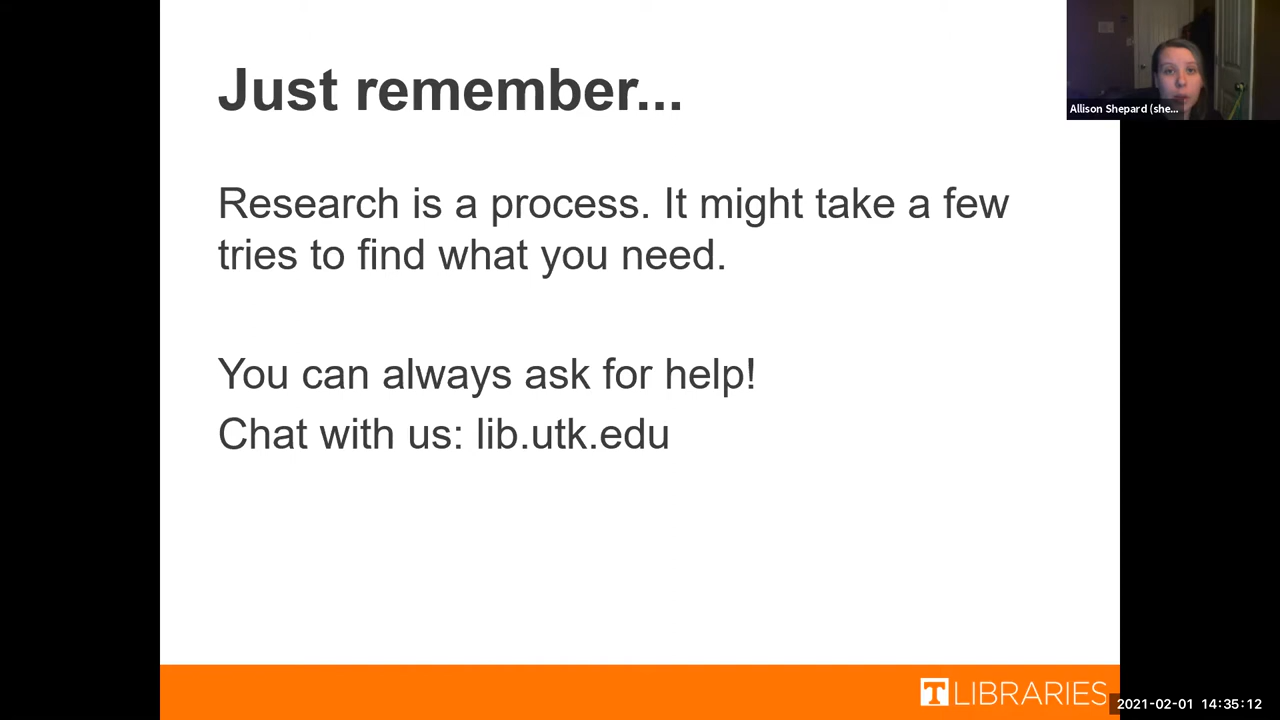 Just remember...
Allison Shepard (she...
Research is a process. It might take a few
tries to find what you need.
You can always ask for help!
Chat with us: lib.utk.edu
T LIBRARIES
2021-02-01 14:35:12